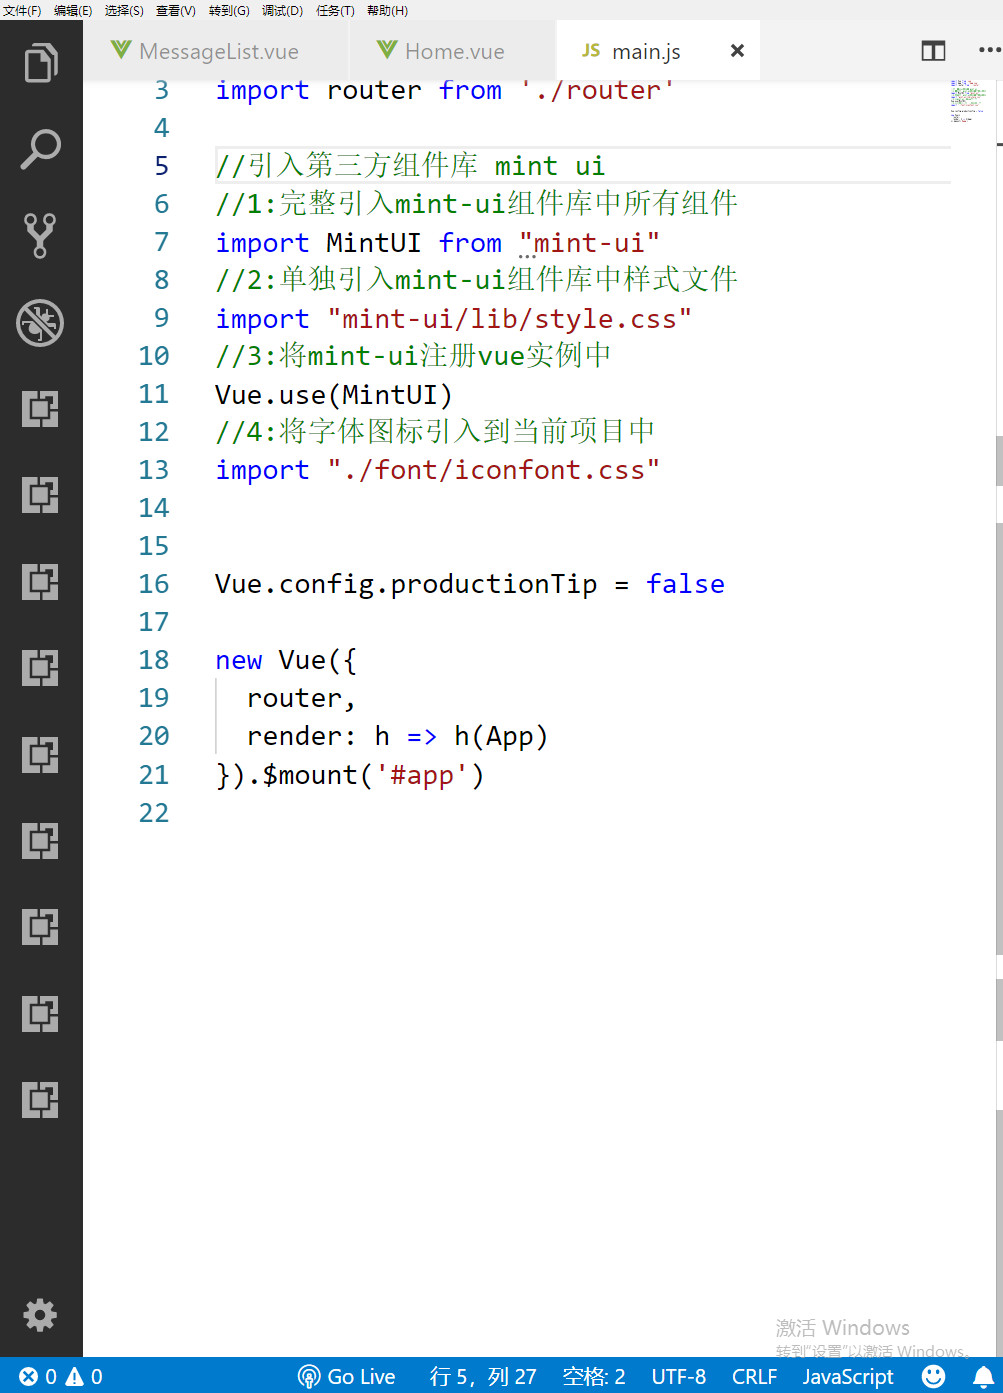 文件(F) 编辑(E) 选择(S) 查看(V) 转到(G) 调试(D) 任务(T) 帮助(H)
MessageList.vue Home.vue JS main.js ×
3 import router from './router'
4
5 //引入第三方组件库 mint ui
6 //1:完整引入mint-ui组件库中所有组件
7 import MintUI from "mint-ui"
8 //2:单独引入mint-ui组件库中样式文件
9 import "mint-ui/lib/style.css"
10 //3:将mint-ui注册vue实例中
11 Vue.use(MintUI)
12 //4:将字体图标引入到当前项目中
13 import "./font/iconfont.css"
14
15
16 Vue.config.productionTip = false
17
18 new Vue({
19 router,
20 render: h => h(App)
21 }).$mount('#app')
22
激活 Windows
转到"设置"以激活 Windows。
0 0 Go Live 行 5，列 27 空格: 2 UTF-8 CRLF JavaScript